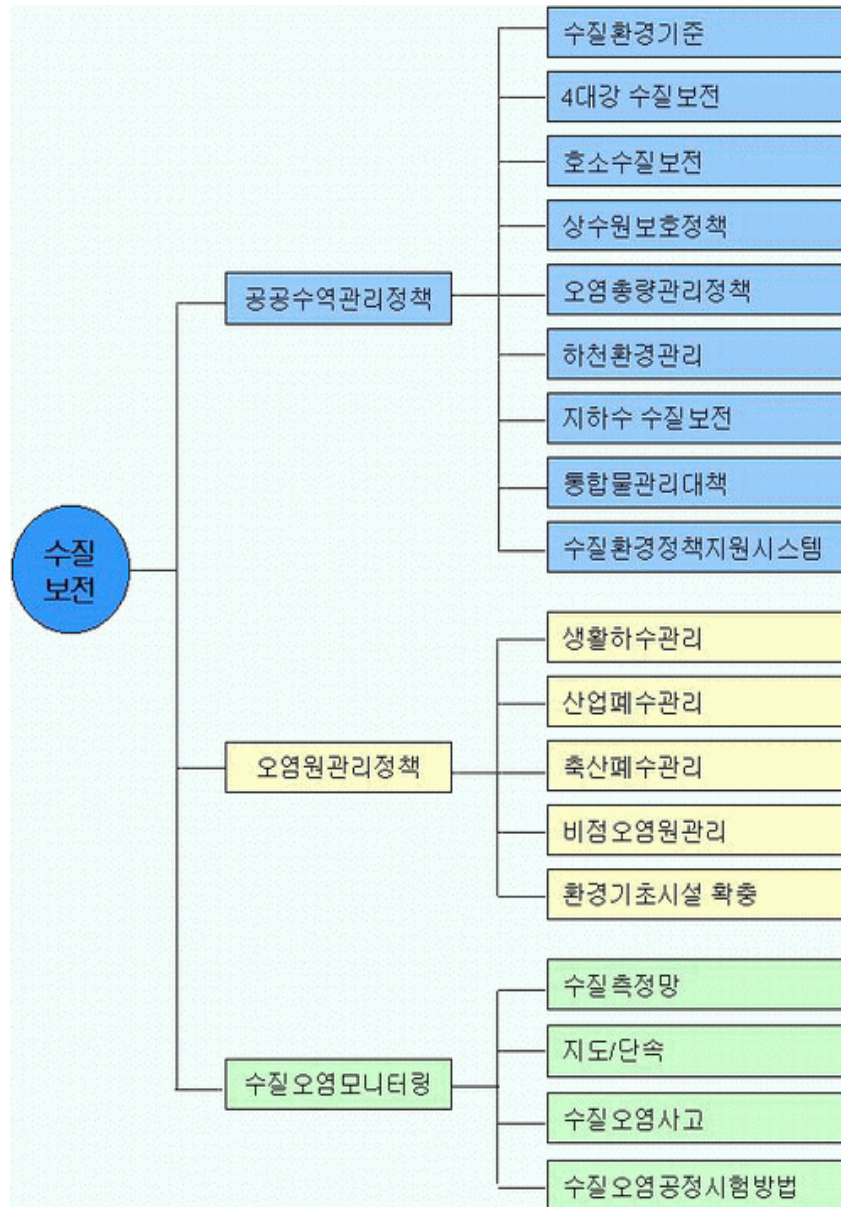 수질환경기준
4대강 수질보전
호소수질보전
상수원보호정책
공공수역관리정책
오염총량관리정책
하천환경관리
지하수 수질보전
통합물관리대책
수질환경정책지원시스템
수질
보전
생활하수관리
산업폐수관리
오염원관리정책
축산폐수관리
비점오염원관리
환경기초시설 확충
수질측정망
지도/단속
수질오염모니터링
수질오염사고
수질오염공정시험방법